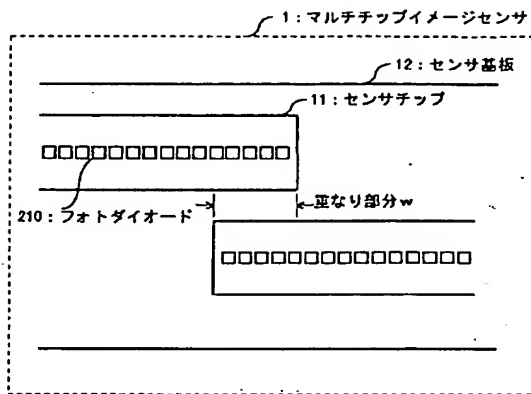 1：マルチチップイメージセンサ
12：センサ基板
11：センサチップ
210：フォトダイオード
重なり部分w